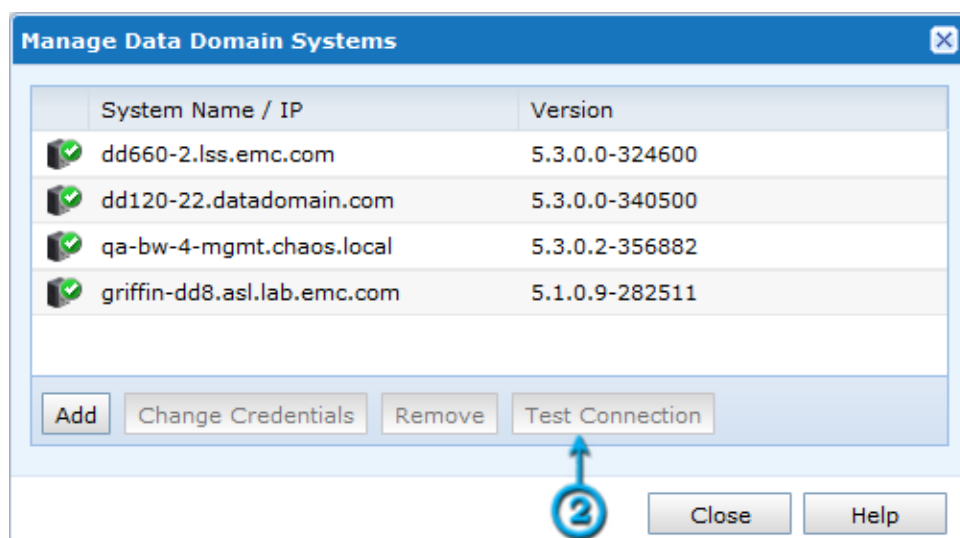 Manage Data Domain Systems
System Name / IP Version
dd660-2.lss.emc.com 5.3.0.0-324600
dd120-22.datadomain.com 5.3.0.0-340500
qa-bw-4-mgmt.chaos.local 5.3.0.2-356882
griffin-dd8.asl.lab.emc.com 5.1.0.9-282511
Add Change Credentials Remove Test Connection
2 Close Help